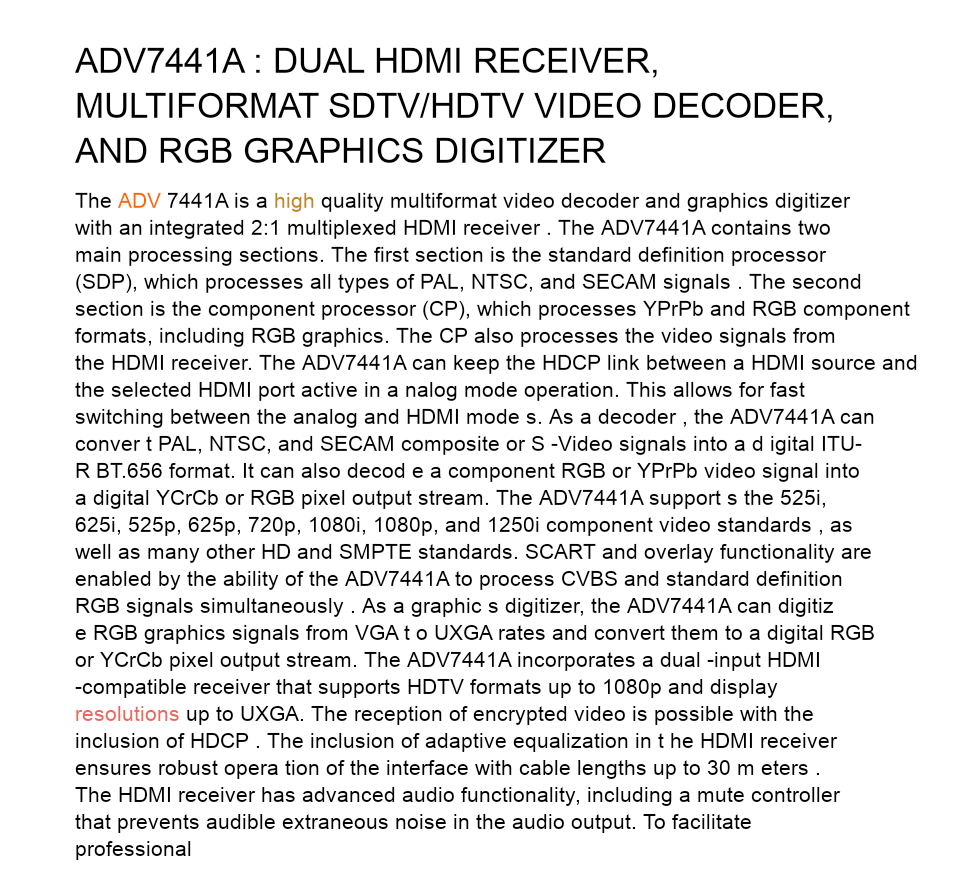 ADV7441A : DUAL HDMI RECEIVER,
MULTIFORMAT SDTV/HDTV VIDEO DECODER,
AND RGB GRAPHICS DIGITIZER
The ADV 7441A is a high quality multiformat video decoder and graphics digitizer
with an integrated 2:1 multiplexed HDMI receiver . The ADV7441A contains two
main processing sections. The first section is the standard definition processor
(SDP), which processes all types of PAL, NTSC, and SECAM signals . The second
section is the component processor (CP), which processes YPrPb and RGB component
formats, including RGB graphics. The CP also processes the video signals from
the HDMI receiver. The ADV7441A can keep the HDCP link between a HDMI source and
the selected HDMI port active in a nalog mode operation. This allows for fast
switching between the analog and HDMI mode s. As a decoder , the ADV7441A can
conver t PAL, NTSC, and SECAM composite or S -Video signals into a d igital ITU-
R BT.656 format. It can also decod e a component RGB or YPrPb video signal into
a digital YCrCb or RGB pixel output stream. The ADV7441A support s the 525i,
625i, 525p, 625p, 720p, 1080i, 1080p, and 1250i component video standards , as
well as many other HD and SMPTE standards. SCART and overlay functionality are
enabled by the ability of the ADV7441A to process CVBS and standard definition
RGB signals simultaneously . As a graphic s digitizer, the ADV7441A can digitiz
e RGB graphics signals from VGA t o UXGA rates and convert them to a digital RGB
or YCrCb pixel output stream. The ADV7441A incorporates a dual -input HDMI
-compatible receiver that supports HDTV formats up to 1080p and display
resolutions up to UXGA. The reception of encrypted video is possible with the
inclusion of HDCP . The inclusion of adaptive equalization in t he HDMI receiver
ensures robust opera tion of the interface with cable lengths up to 30 m eters .
The HDMI receiver has advanced audio functionality, including a mute controller
that prevents audible extraneous noise in the audio output. To facilitate
professional